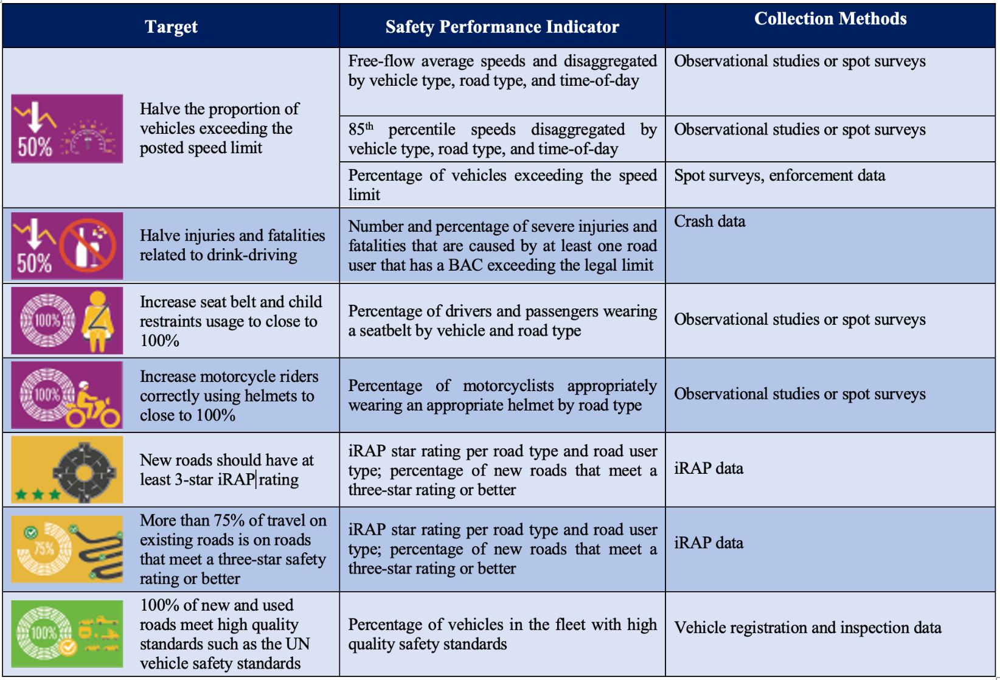 Target
Safety Performance Indicator
Collection Methods
50%
Halve the proportion of
vehicles exceeding the
posted speed limit
Free-flow average speeds and disaggregated
by vehicle type, road type, and time-of-day
Observational studies or spot surveys
85th percentile speeds disaggregated by
vehicle type, road type, and time-of-day
Observational studies or spot surveys
Percentage of vehicles exceeding the speed
limit
Spot surveys, enforcement data
50%
Halve injuries and fatalities
related to drink-driving
Number and percentage of severe injuries and
fatalities that are caused by at least one road
user that has a BAC exceeding the legal limit
Crash data
100%
Increase seat belt and child
restraints usage to close to
100%
Percentage of drivers and passengers wearing
a seatbelt by vehicle and road type
Observational studies or spot surveys
100%
Increase motorcycle riders
correctly using helmets to
close to 100%
Percentage of motorcyclists appropriately
wearing an appropriate helmet by road type
Observational studies or spot surveys
New roads should have at
least 3-star iRAP rating
iRAP star rating per road type and road user
type; percentage of new roads that meet a
three-star rating or better
iRAP data
75%
More than 75% of travel on
existing roads is on roads
that meet a three-star safety
rating or better
iRAP star rating per road type and road user
type; percentage of new roads that meet a
three-star rating or better
iRAP data
100%
100% of new and used
roads meet high quality
standards such as the UN
vehicle safety standards
Percentage of vehicles in the fleet with high
quality safety standards
Vehicle registration and inspection data